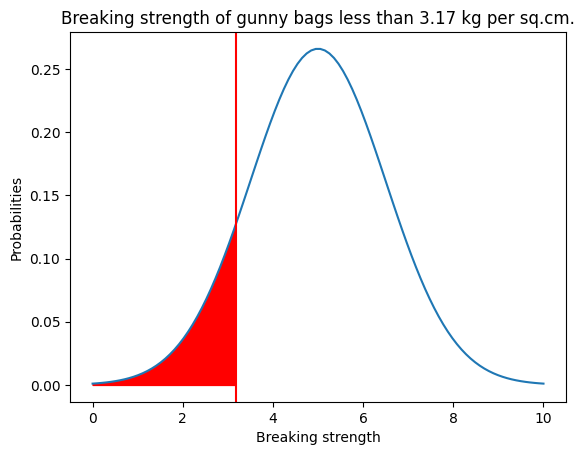 Breaking strength of gunny bags less than 3.17 kg per sq.cm.
0.25
0.20
0.15
0.10
0.05
0.00
Probabilities
0 2 4 6 8 10
Breaking strength